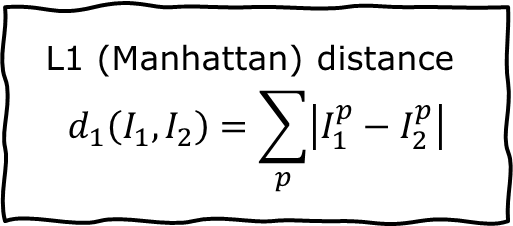 L1 (Manhattan) distance
d₁(I₁,I₂) = ∑ₚ|I₁ᵖ − I₂ᵖ|